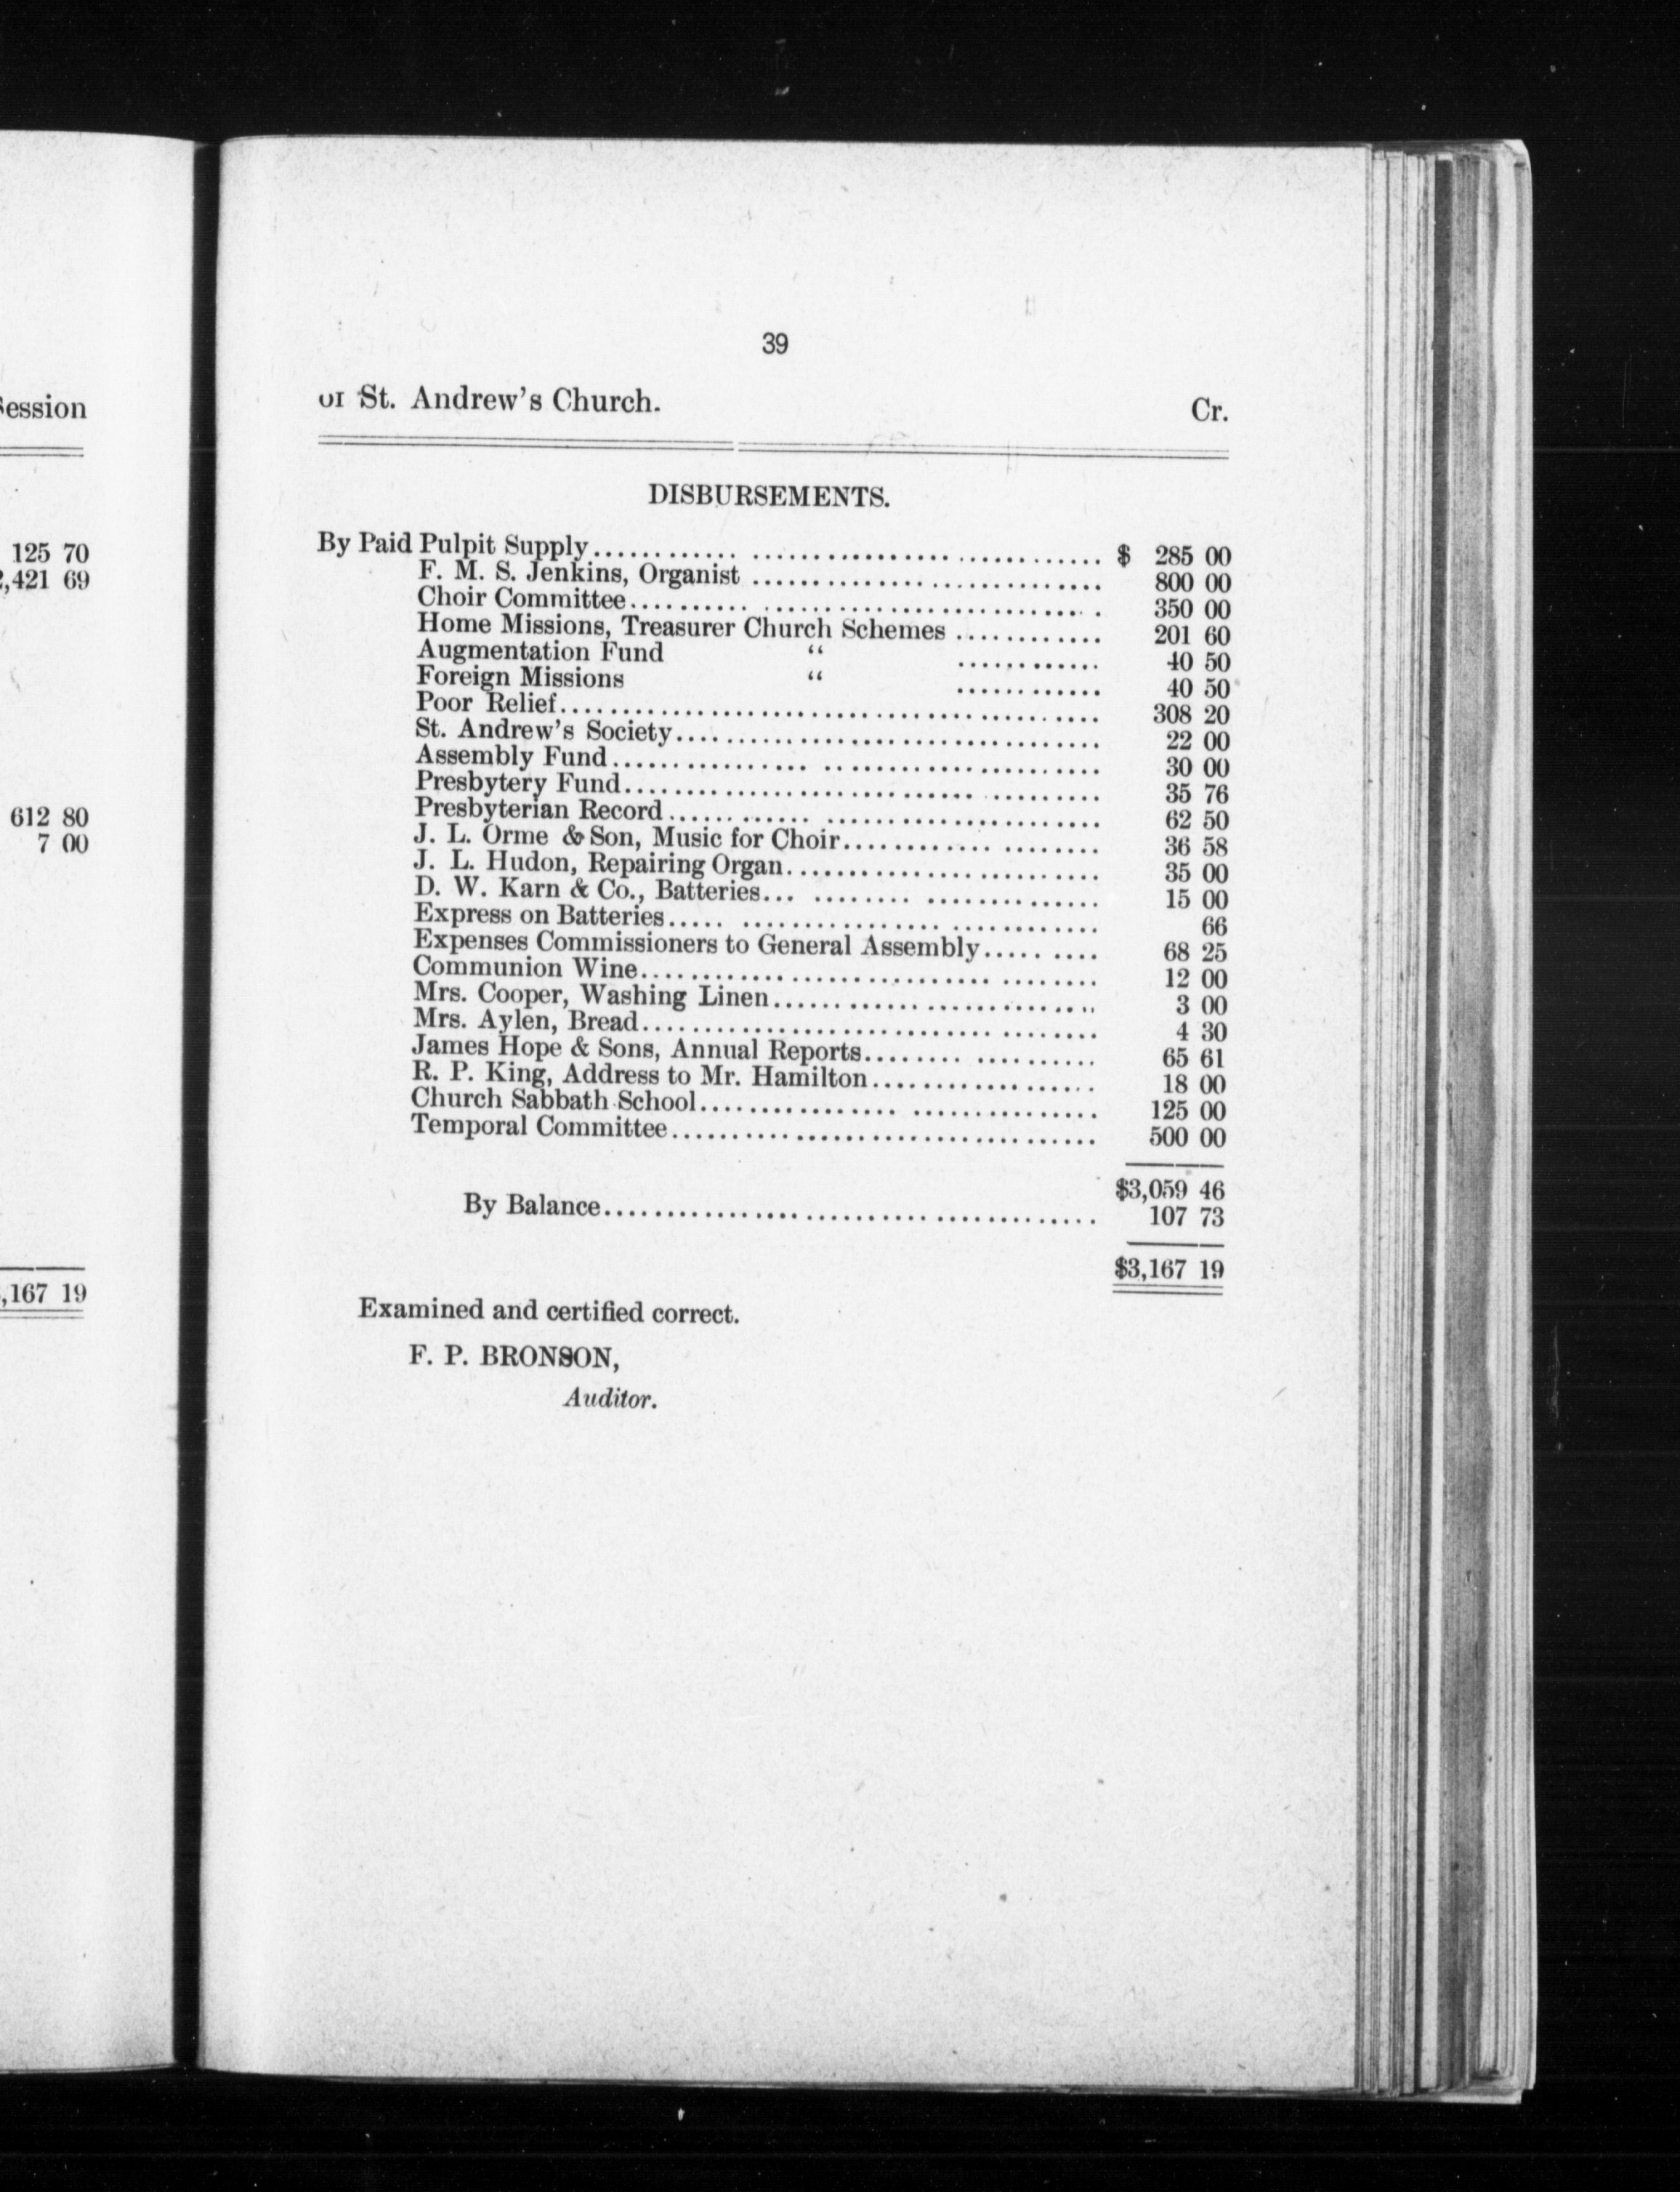 Session
125 70
2,421 69
612 80
7 00
,167 19
39
of St. Andrew's Church. Cr.
DISBURSEMENTS.
By Paid Pulpit Supply.......................................... $ 285 00
F. M. S. Jenkins, Organist .............................. 800 00
Choir Committee...................................... 350 00
Home Missions, Treasurer Church Schemes ............ 201 60
Augmentation Fund “ ............ 40 50
Foreign Missions “ ............ 40 50
Poor Relief............................................ 308 20
St. Andrew's Society................................... 22 00
Assembly Fund........................................ 30 00
Presbytery Fund....................................... 35 76
Presbyterian Record................................... 62 50
J. L. Orme & Son, Music for Choir.................... 36 58
J. L. Hudon, Repairing Organ.......................... 35 00
D. W. Karn & Co., Batteries........................... 15 00
Express on Batteries.................................. 66
Expenses Commissioners to General Assembly......... 68 25
Communion Wine..................................... 12 00
Mrs. Cooper, Washing Linen.......................... 3 00
Mrs. Aylen, Bread..................................... 4 30
James Hope & Sons, Annual Reports.................. 65 61
R. P. King, Address to Mr. Hamilton.................. 18 00
Church Sabbath School............................... 125 00
Temporal Committee.................................. 500 00
$3,059 46
By Balance........................................ 107 73
$3,167 19
Examined and certified correct.
F. P. BRONSON,
Auditor.